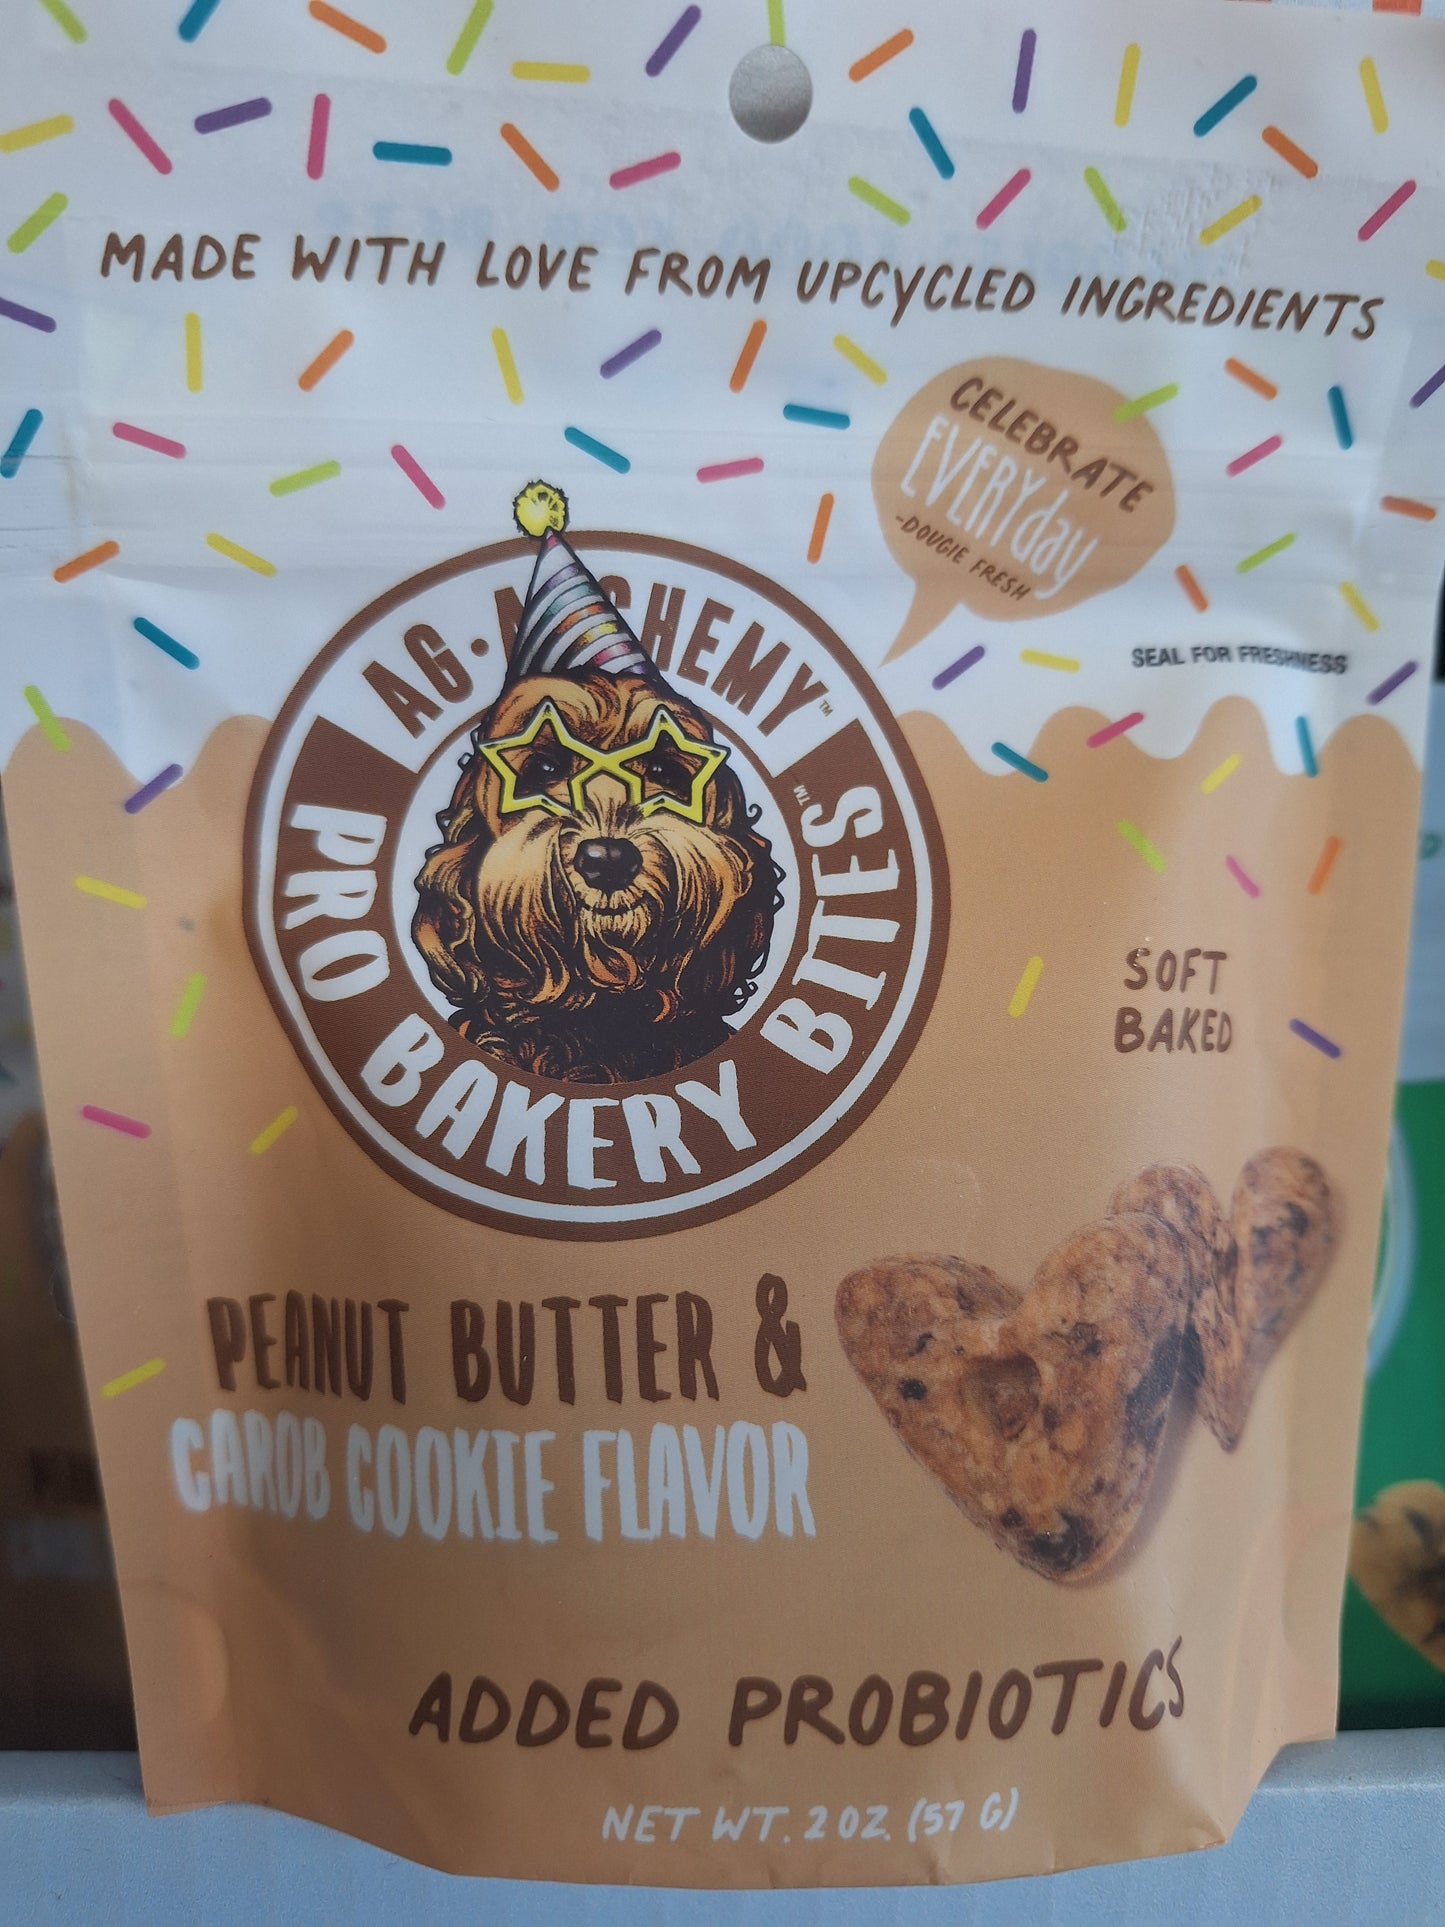 MADE WITH LOVE FROM UPCYCLED INGREDIENTS
CELEBRATE
EVERYday
-DOUGIE FRESH
SEAL FOR FRESHNESS
PRO BAKERY BITES™
SOFT
BAKED
PEANUT BUTTER &
CAROB COOKIE FLAVOR
ADDED PROBIOTICS
NET WT. 2 OZ. (57 G)